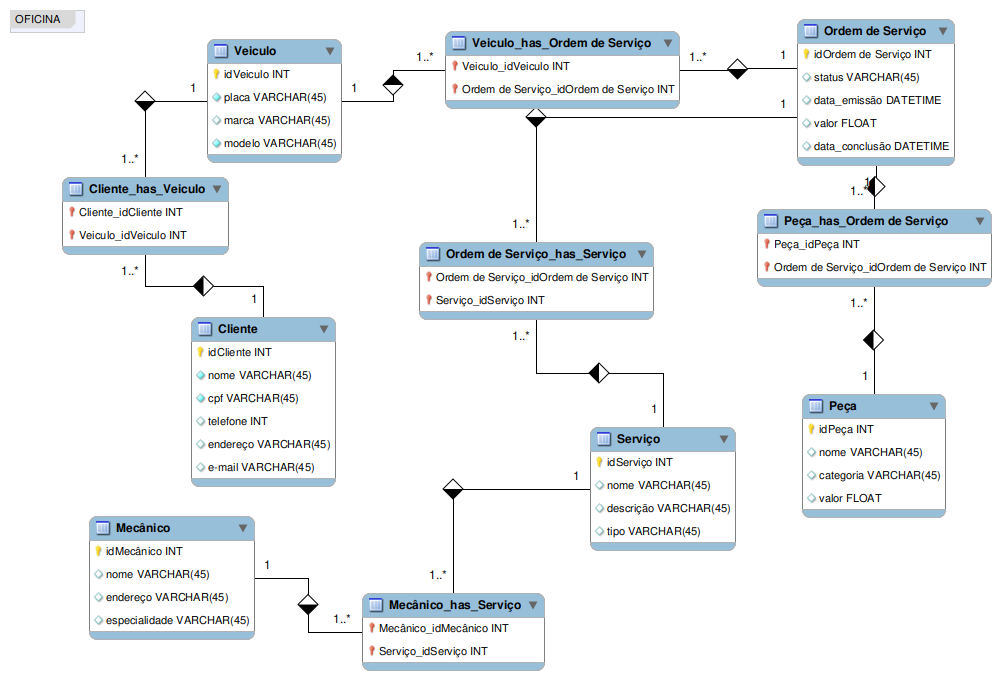 OFICINA
Veiculo
idVeiculo INT
placa VARCHAR(45)
marca VARCHAR(45)
modelo VARCHAR(45)
1
1
1..*
Veiculo_has_Ordem de Serviço
Veiculo_idVeiculo INT
Ordem de Serviço_idOrdem de Serviço INT
1..*
1
1
Ordem de Serviço
idOrdem de Serviço INT
status VARCHAR(45)
data_emissão DATETIME
valor FLOAT
data_conclusão DATETIME
1..*
Cliente_has_Veiculo
Cliente_idCliente INT
Veiculo_idVeiculo INT
1..*
1
Cliente
idCliente INT
nome VARCHAR(45)
cpf VARCHAR(45)
telefone INT
endereço VARCHAR(45)
e-mail VARCHAR(45)
1..*
Ordem de Serviço_has_Serviço
Ordem de Serviço_idOrdem de Serviço INT
Serviço_idServiço INT
1..*
1
1
1..*
Peça_has_Ordem de Serviço
Peça_idPeça INT
Ordem de Serviço_idOrdem de Serviço INT
1..*
1
Peça
idPeça INT
nome VARCHAR(45)
categoria VARCHAR(45)
valor FLOAT
Serviço
idServiço INT
nome VARCHAR(45)
descrição VARCHAR(45)
tipo VARCHAR(45)
1
1..*
Mecânico
idMecânico INT
nome VARCHAR(45)
endereço VARCHAR(45)
especialidade VARCHAR(45)
1
1..*
Mecânico_has_Serviço
Mecânico_idMecânico INT
Serviço_idServiço INT